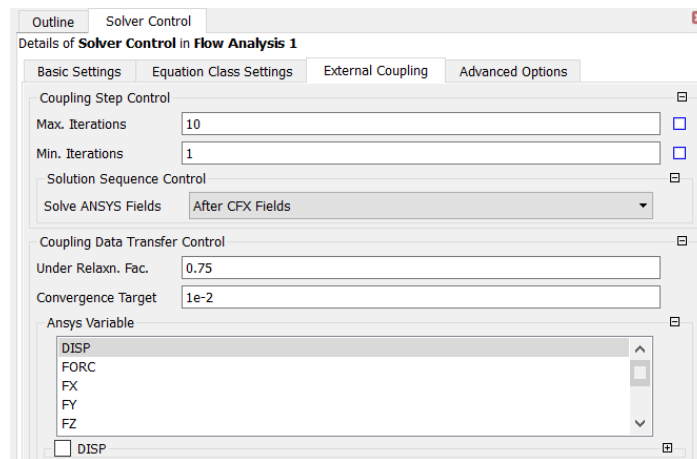 Outline Solver Control
Details of Solver Control in Flow Analysis 1
Basic Settings Equation Class Settings External Coupling Advanced Options
Coupling Step Control
Max. Iterations 10
Min. Iterations 1
Solution Sequence Control
Solve ANSYS Fields After CFX Fields
Coupling Data Transfer Control
Under Relaxn. Fac. 0.75
Convergence Target 1e-2
Ansys Variable
DISP
FORC
FX
FY
FZ
DISP